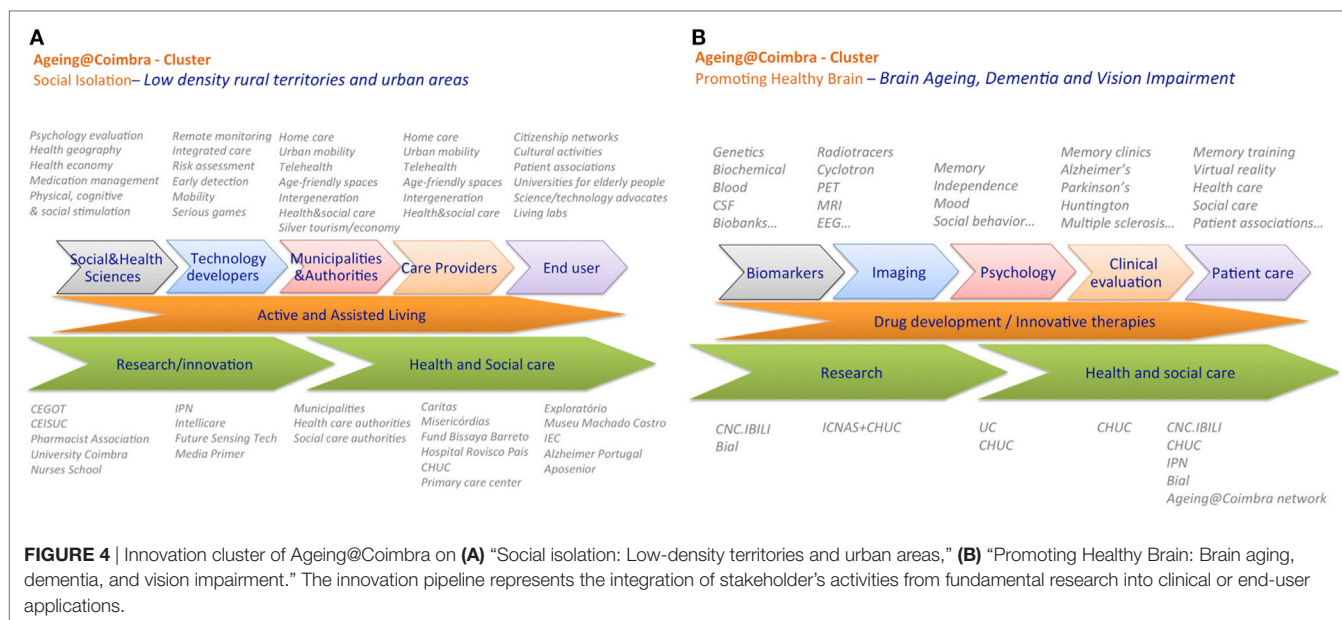 A
Ageing@Coimbra - Cluster
Social Isolation– Low density rural territories and urban areas
Psychology evaluation
Health geography
Health economy
Medication management
Physical, cognitive
& social stimulation
Remote monitoring
Integrated care
Risk assessment
Early detection
Mobility
Serious games
Home care
Urban mobility
Telehealth
Age-friendly spaces
Intergeneration
Health&social care
Silver tourism/economy
Home care
Urban mobility
Telehealth
Age-friendly spaces
Intergeneration
Health&social care
Citizenship networks
Cultural activities
Patient associations
Universities for elderly people
Science/technology advocates
Living labs
Social&Health
Sciences
Technology
developers
Municipalities
&Authorities
Care Providers
End user
Active and Assisted Living
Research/innovation
Health and Social care
CEGOT
CEISUC
Pharmacist Association
University Coimbra
Nurses School
IPN
Intellicare
Future Sensing Tech
Media Primer
Municipalities
Health care authorities
Social care authorities
Caritas
Misericórdias
Fund Bissaya Barreto
Hospital Rovisco Pais
CHUC
Primary care center
Exploratório
Museu Machado Castro
IEC
Alzheimer Portugal
Aposenior
B
Ageing@Coimbra - Cluster
Promoting Healthy Brain – Brain Ageing, Dementia and Vision Impairment
Genetics
Biochemical
Blood
CSF
Biobanks...
Radiotracers
Cyclotron
PET
MRI
EEG...
Memory
Independence
Mood
Social behavior...
Memory clinics
Alzheimer's
Parkinson's
Huntington
Multiple sclerosis...
Memory training
Virtual reality
Health care
Social care
Patient associations...
Biomarkers
Imaging
Psychology
Clinical
evaluation
Patient care
Drug development / Innovative therapies
Research
Health and social care
CNC.IBILI
Bial
ICNAS+CHUC
UC
CHUC
CHUC
CNC.IBILI
CHUC
IPN
Bial
Ageing@Coimbra network
FIGURE 4 | Innovation cluster of Ageing@Coimbra on (A) “Social isolation: Low-density territories and urban areas,” (B) “Promoting Healthy Brain: Brain aging,
dementia, and vision impairment.” The innovation pipeline represents the integration of stakeholder’s activities from fundamental research into clinical or end-user
applications.